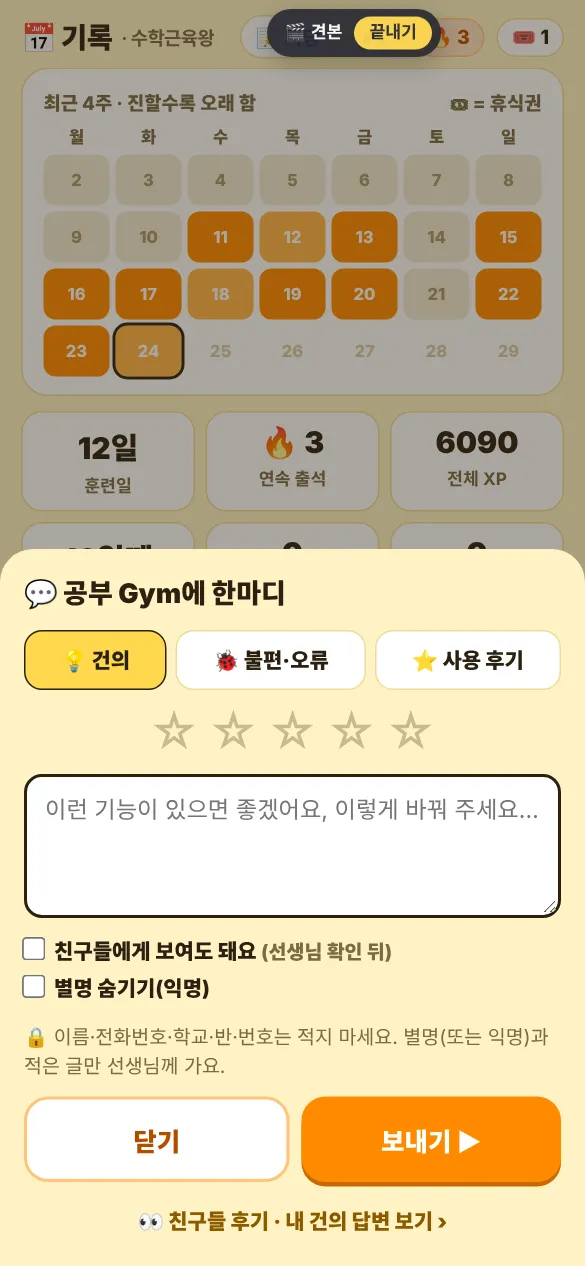 기록 · 수학근육왕
🎬 견본 끝내기
3
1
최근 4주 · 진할수록 오래 함
= 휴식권
월 화 수 목 금 토 일
2 3 4 5 6 7 8
9 10 11 12 13 14 15
16 17 18 19 20 21 22
23 24 25 26 27 28 29
12일 🔥 3 6090
훈련일 연속 출석 전체 XP
💬 공부 Gym에 한마디
💡 건의 🐞 불편·오류 ⭐ 사용 후기
☆ ☆ ☆ ☆ ☆
이런 기능이 있으면 좋겠어요, 이렇게 바꿔 주세요...
친구들에게 보여도 돼요 (선생님 확인 뒤)
별명 숨기기(익명)
🔒 이름·전화번호·학교·반·번호는 적지 마세요. 별명(또는 익명)과
적은 글만 선생님께 가요.
닫기 보내기 ▶
👀 친구들 후기 · 내 건의 답변 보기 ›